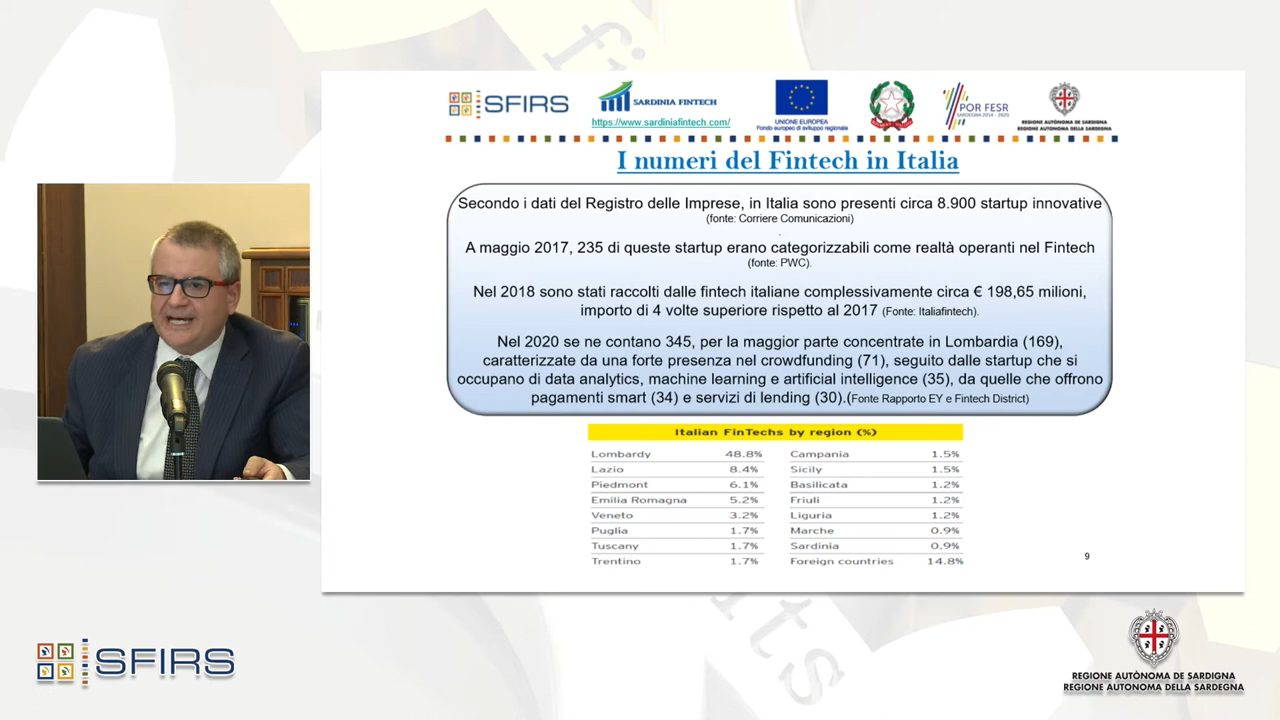 SFIRS
SARDINIA FINTECH
https://www.sardiniafintech.com/
UNIONE EUROPEA
Fondo europeo di sviluppo regionale
POR FESR
SARDEGNA 2014 - 2020
REGIONE AUTÒNOMA DE SARDIGNA
REGIONE AUTONOMA DELLA SARDEGNA
I numeri del Fintech in Italia
Secondo i dati del Registro delle Imprese, in Italia sono presenti circa 8.900 startup innovative
(fonte: Corriere Comunicazioni)
.
A maggio 2017, 235 di queste startup erano categorizzabili come realtà operanti nel Fintech
(fonte: PWC).
Nel 2018 sono stati raccolti dalle fintech italiane complessivamente circa € 198,65 milioni,
importo di 4 volte superiore rispetto al 2017 (Fonte: Italiafintech).
Nel 2020 se ne contano 345, per la maggior parte concentrate in Lombardia (169),
caratterizzate da una forte presenza nel crowdfunding (71), seguito dalle startup che si
occupano di data analytics, machine learning e artificial intelligence (35), da quelle che offrono
pagamenti smart (34) e servizi di lending (30).(Fonte Rapporto EY e Fintech District)
Italian FinTechs by region (%)
Lombardy 48.8% Campania 1.5%
Lazio 8.4% Sicily 1.5%
Piedmont 6.1% Basilicata 1.2%
Emilia Romagna 5.2% Friuli 1.2%
Veneto 3.2% Liguria 1.2%
Puglia 1.7% Marche 0.9%
Tuscany 1.7% Sardinia 0.9%
Trentino 1.7% Foreign countries 14.8%
9
SFIRS
REGIONE AUTÒNOMA DE SARDIGNA
REGIONE AUTONOMA DELLA SARDEGNA